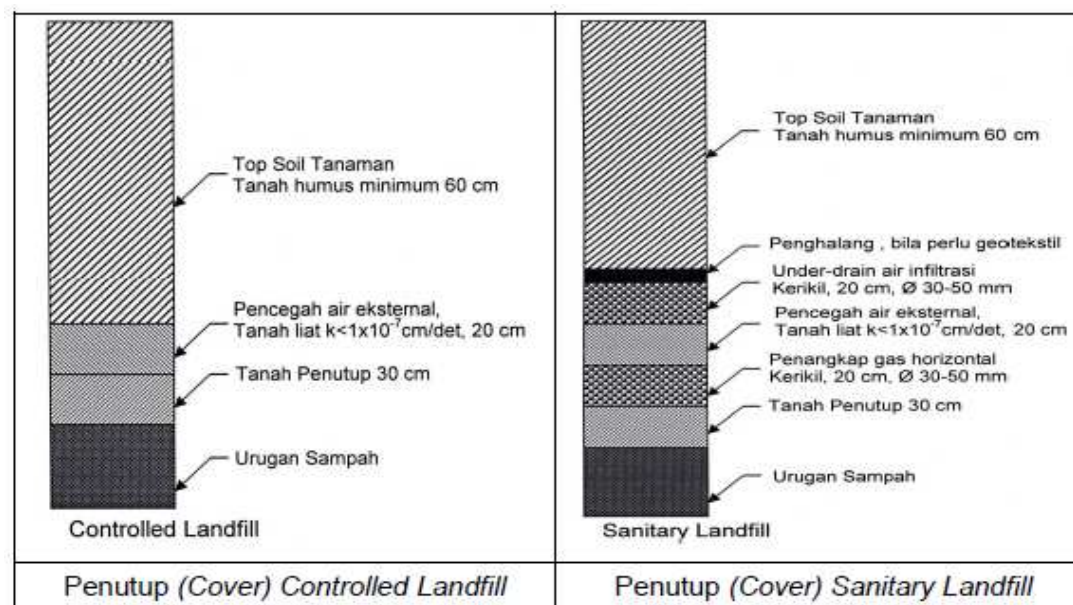 Top Soil Tanaman
Tanah humus minimum 60 cm
Pencegah air eksternal,
Tanah liat k<1x10⁻⁷cm/det, 20 cm
Tanah Penutup 30 cm
Urugan Sampah
Controlled Landfill
Top Soil Tanaman
Tanah humus minimum 60 cm
Penghalang , bila perlu geotekstil
Under-drain air infiltrasi
Kerikil, 20 cm, Ø 30-50 mm
Pencegah air eksternal,
Tanah liat k<1x10⁻⁷cm/det, 20 cm
Penangkap gas horizontal
Kerikil, 20 cm, Ø 30-50 mm
Tanah Penutup 30 cm
Urugan Sampah
Sanitary Landfill
Penutup (Cover) Controlled Landfill
Penutup (Cover) Sanitary Landfill